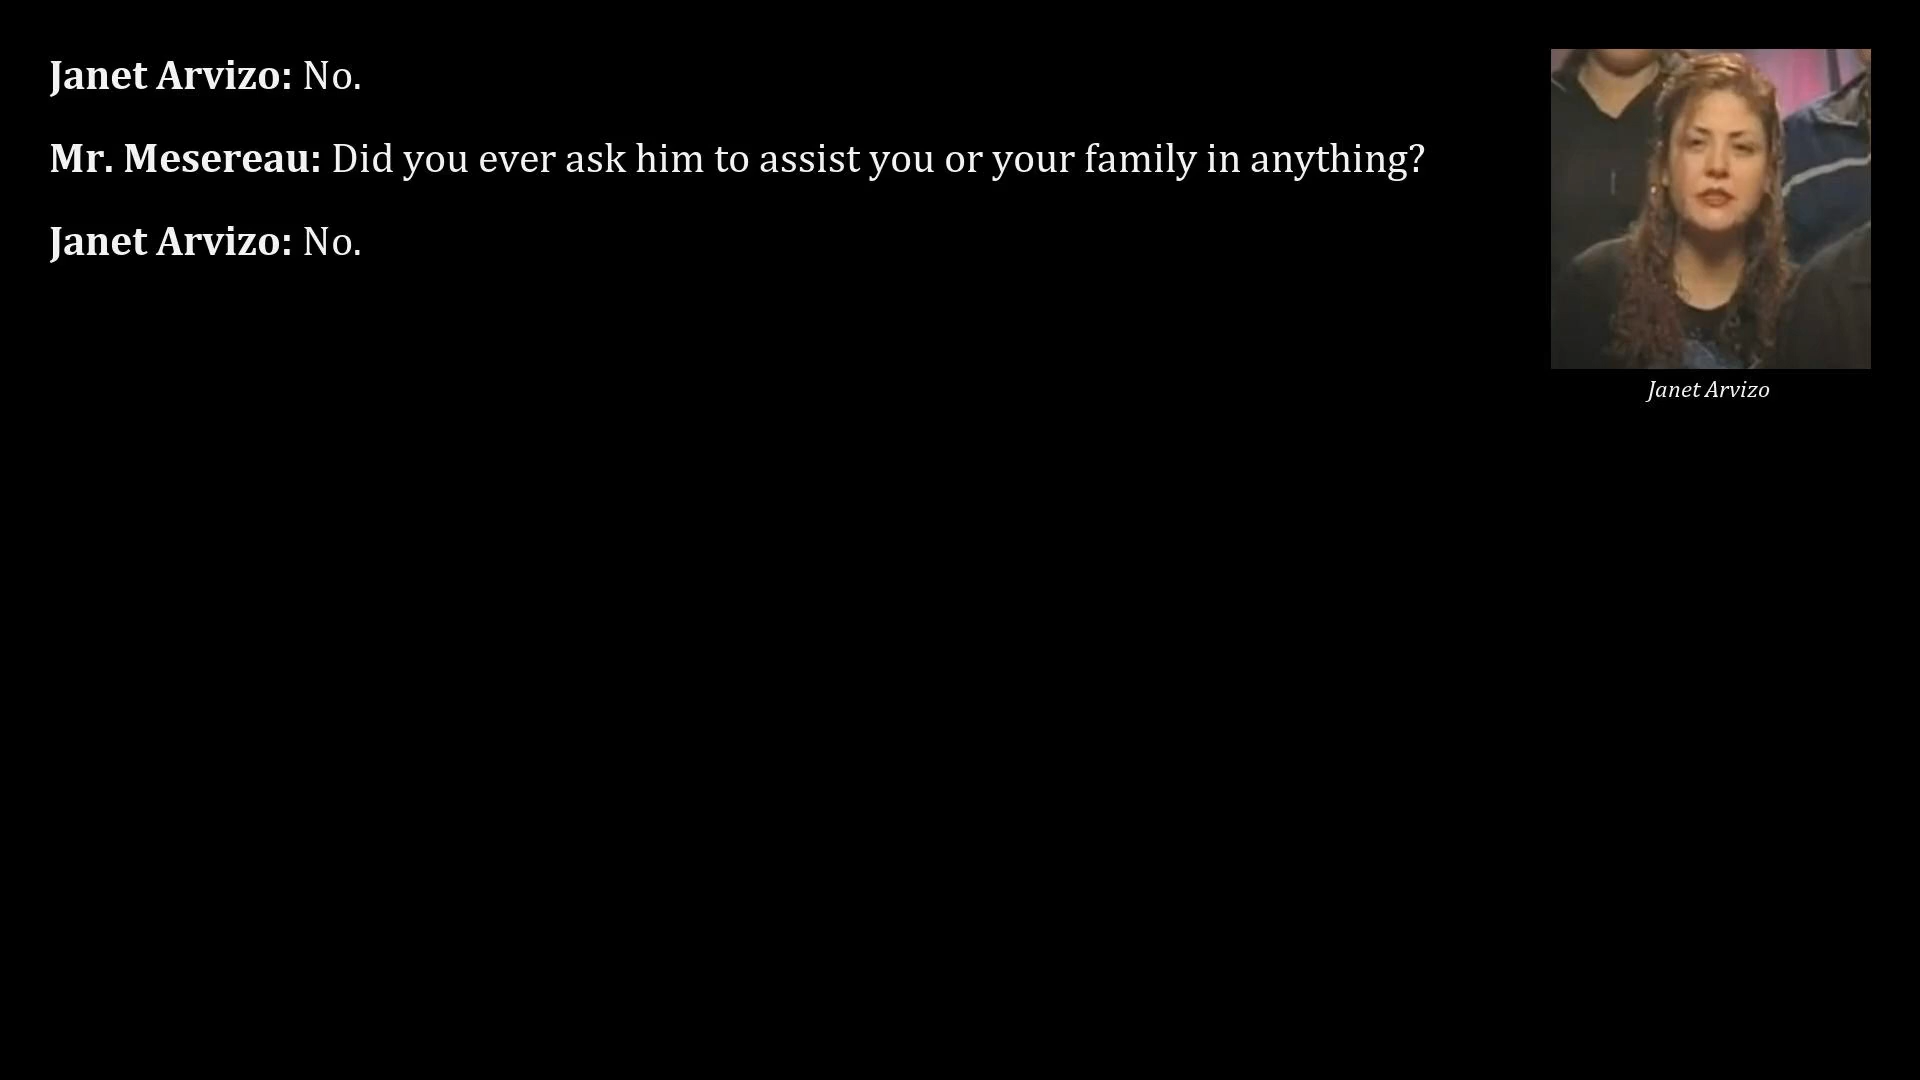 Janet Arvizo: No.
Mr. Mesereau: Did you ever ask him to assist you or your family in anything?
Janet Arvizo: No.
Janet Arvizo